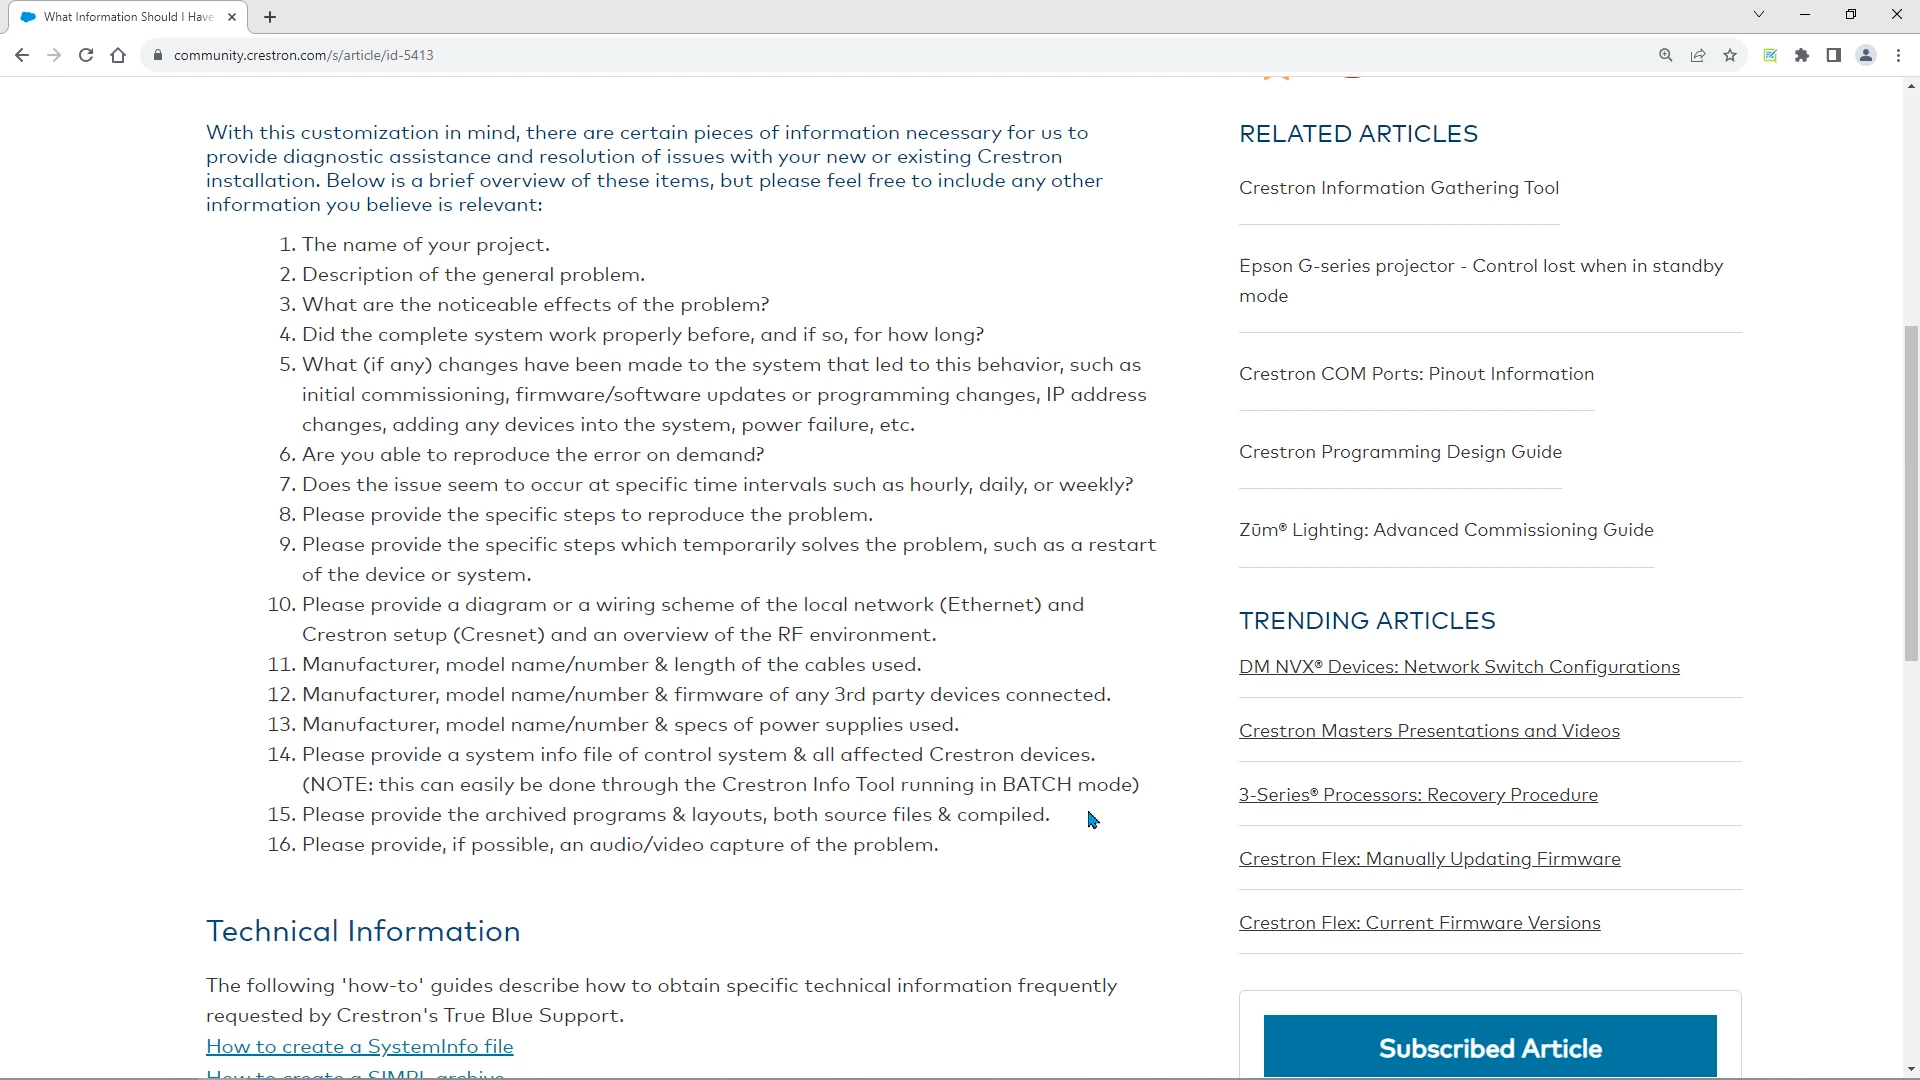 What Information Should I Have
community.crestron.com/s/article/id-5413
With this customization in mind, there are certain pieces of information necessary for us to
provide diagnostic assistance and resolution of issues with your new or existing Crestron
installation. Below is a brief overview of these items, but please feel free to include any other
information you believe is relevant:
1. The name of your project.
2. Description of the general problem.
3. What are the noticeable effects of the problem?
4. Did the complete system work properly before, and if so, for how long?
5. What (if any) changes have been made to the system that led to this behavior, such as
initial commissioning, firmware/software updates or programming changes, IP address
changes, adding any devices into the system, power failure, etc.
6. Are you able to reproduce the error on demand?
7. Does the issue seem to occur at specific time intervals such as hourly, daily, or weekly?
8. Please provide the specific steps to reproduce the problem.
9. Please provide the specific steps which temporarily solves the problem, such as a restart
of the device or system.
10. Please provide a diagram or a wiring scheme of the local network (Ethernet) and
Crestron setup (Cresnet) and an overview of the RF environment.
11. Manufacturer, model name/number & length of the cables used.
12. Manufacturer, model name/number & firmware of any 3rd party devices connected.
13. Manufacturer, model name/number & specs of power supplies used.
14. Please provide a system info file of control system & all affected Crestron devices.
(NOTE: this can easily be done through the Crestron Info Tool running in BATCH mode)
15. Please provide the archived programs & layouts, both source files & compiled.
16. Please provide, if possible, an audio/video capture of the problem.
Technical Information
The following 'how-to' guides describe how to obtain specific technical information frequently
requested by Crestron's True Blue Support.
How to create a SystemInfo file
How to create a SIMPL archive
RELATED ARTICLES
Crestron Information Gathering Tool
Epson G-series projector - Control lost when in standby
mode
Crestron COM Ports: Pinout Information
Crestron Programming Design Guide
Zūm® Lighting: Advanced Commissioning Guide
TRENDING ARTICLES
DM NVX® Devices: Network Switch Configurations
Crestron Masters Presentations and Videos
3-Series® Processors: Recovery Procedure
Crestron Flex: Manually Updating Firmware
Crestron Flex: Current Firmware Versions
Subscribed Article